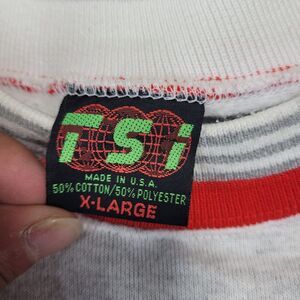 TSi
MADE IN U.S.A.
50% COTTON/50% POLYESTER
X-LARGE